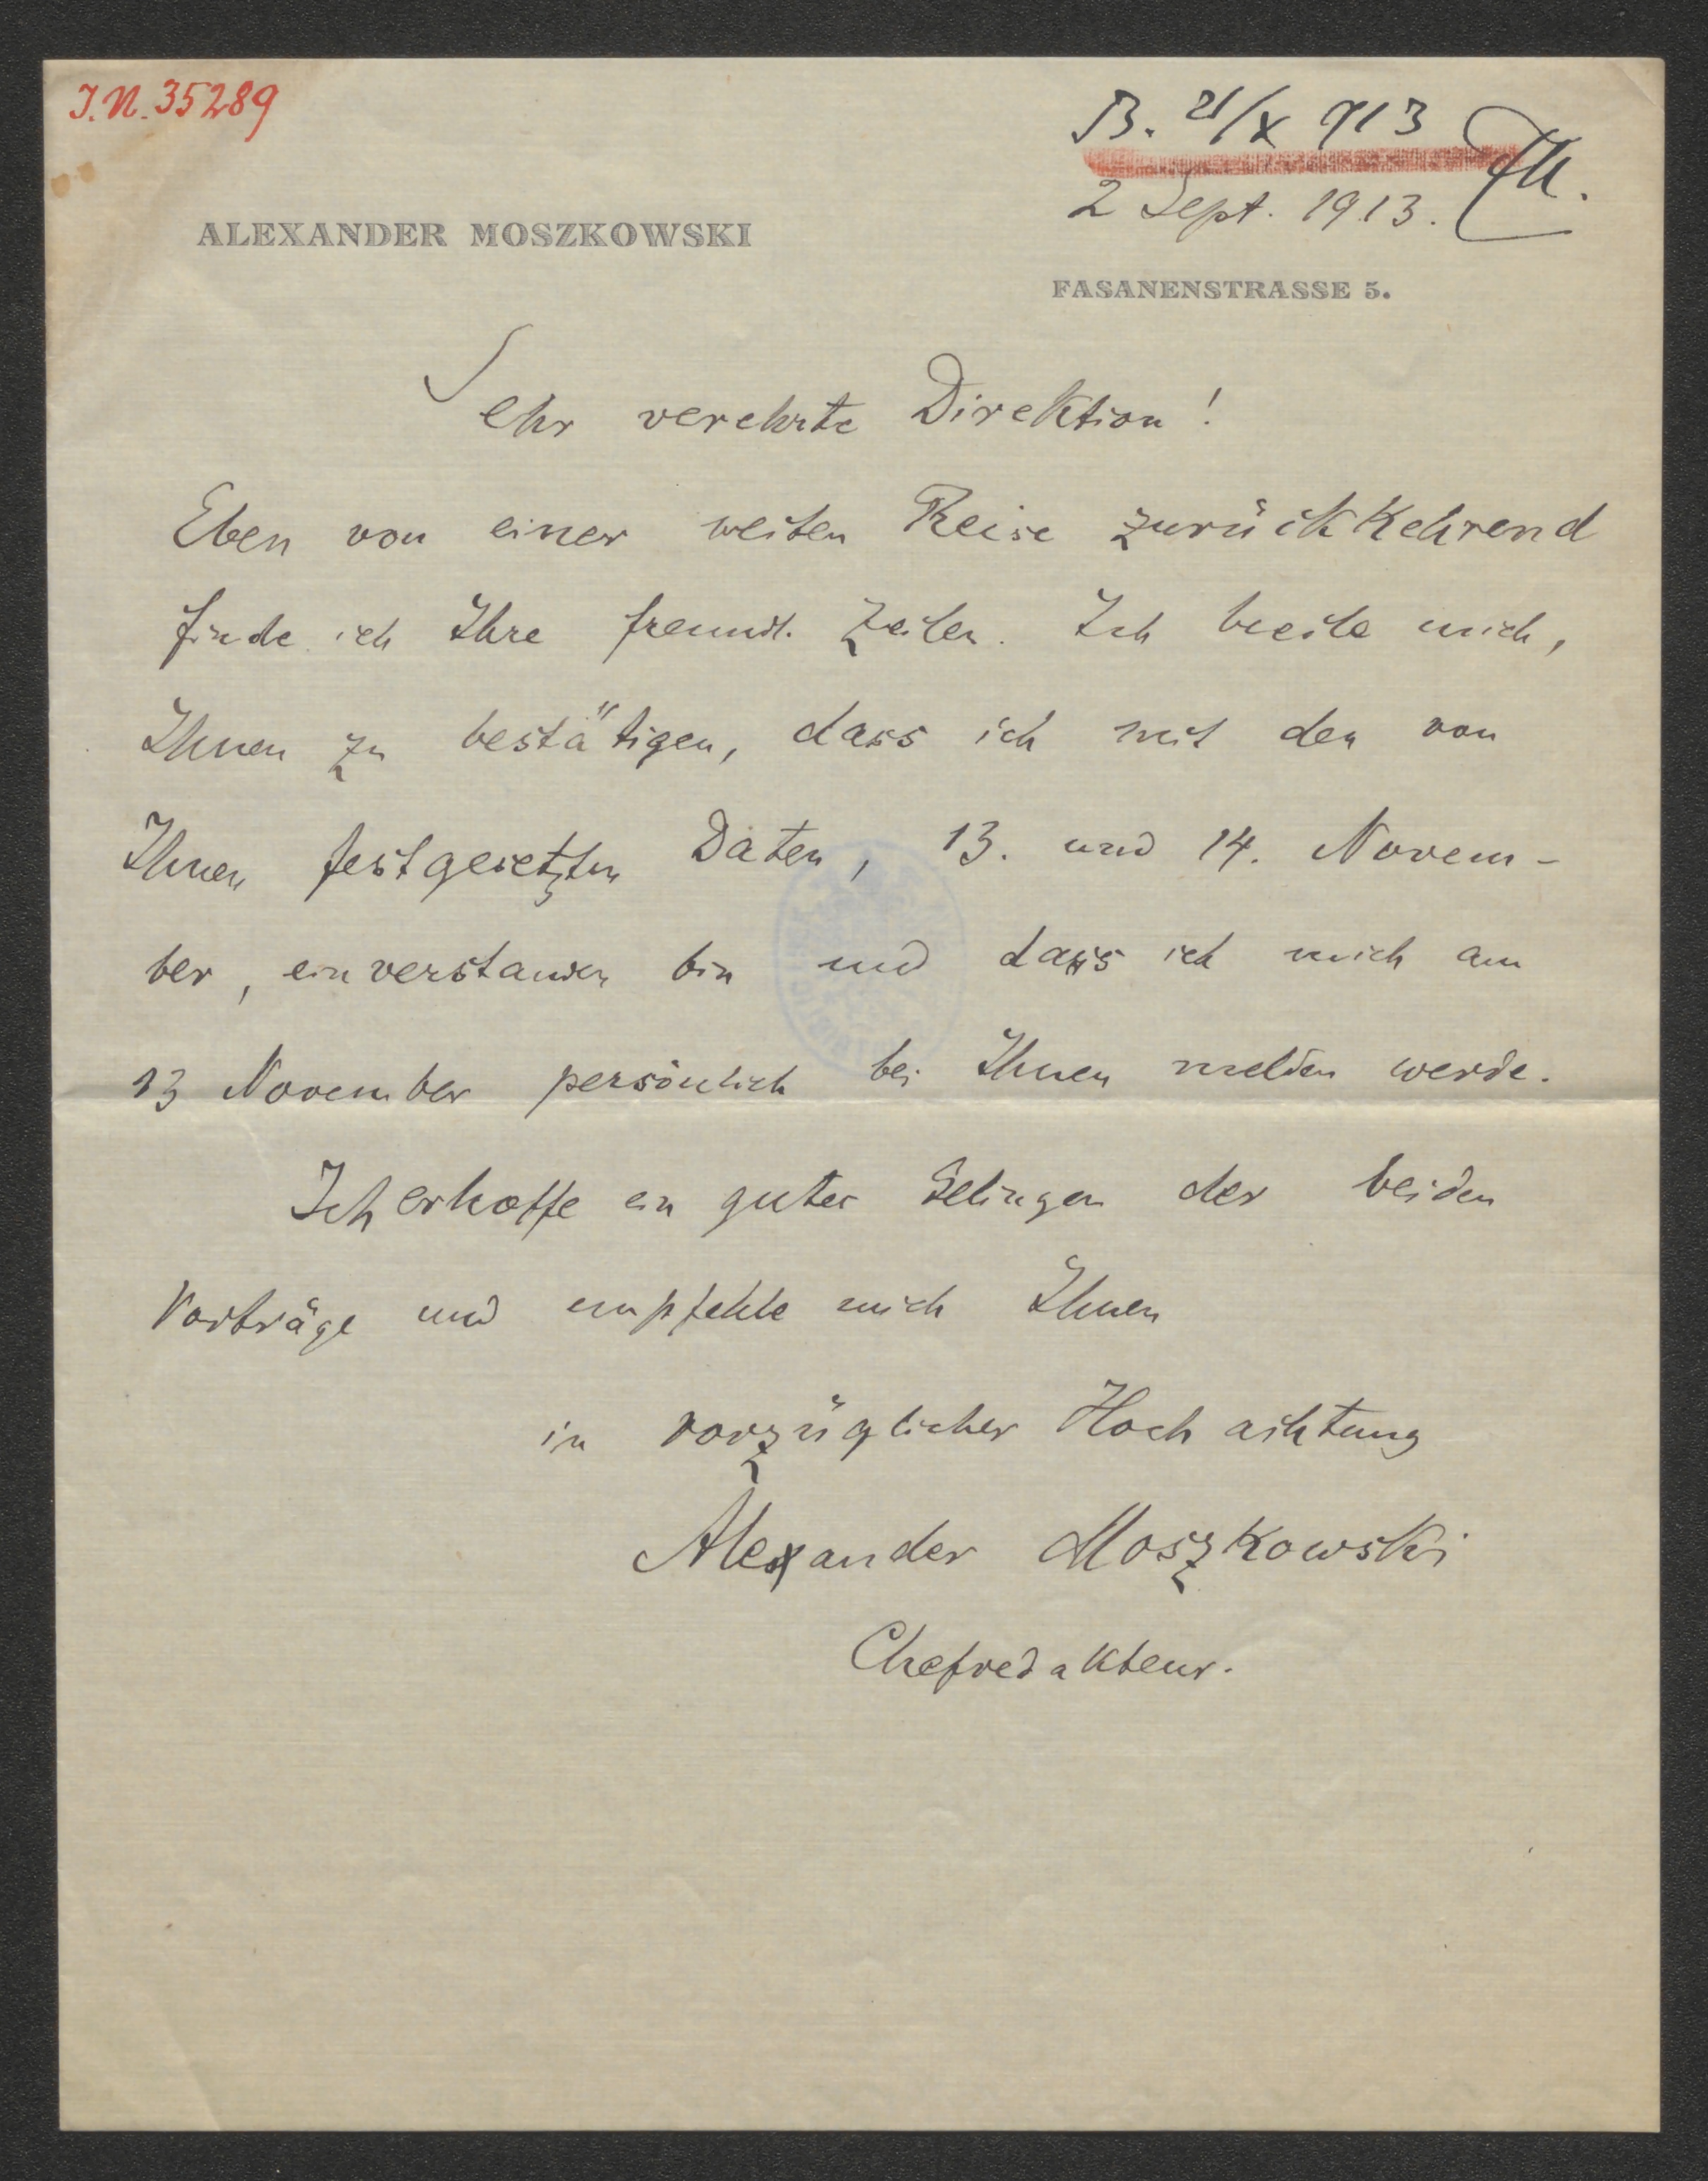 J.N. 35289
B. 21/X 913
2 Sept. 1913.
ALEXANDER MOSZKOWSKI
FASANENSTRASSE 5.
Sehr verehrte Direktion!
Eben von einer weiten Reise zurückkehrend
finde ich Ihre freundl. Zeilen. Ich beeile mich,
Ihnen zu bestätigen, dass ich mit den von
Ihnen festgesetzten Daten, 13. und 14. Novem-
ber, einverstanden bin und dass ich mich am
13 November persönlich bei Ihnen melden werde.
Ich erhoffe ein gutes Gelingen der beiden
Vorträge und empfehle mich Ihnen
in vorzüglicher Hochachtung
Alexander Moszkowski
Chefredakteur.